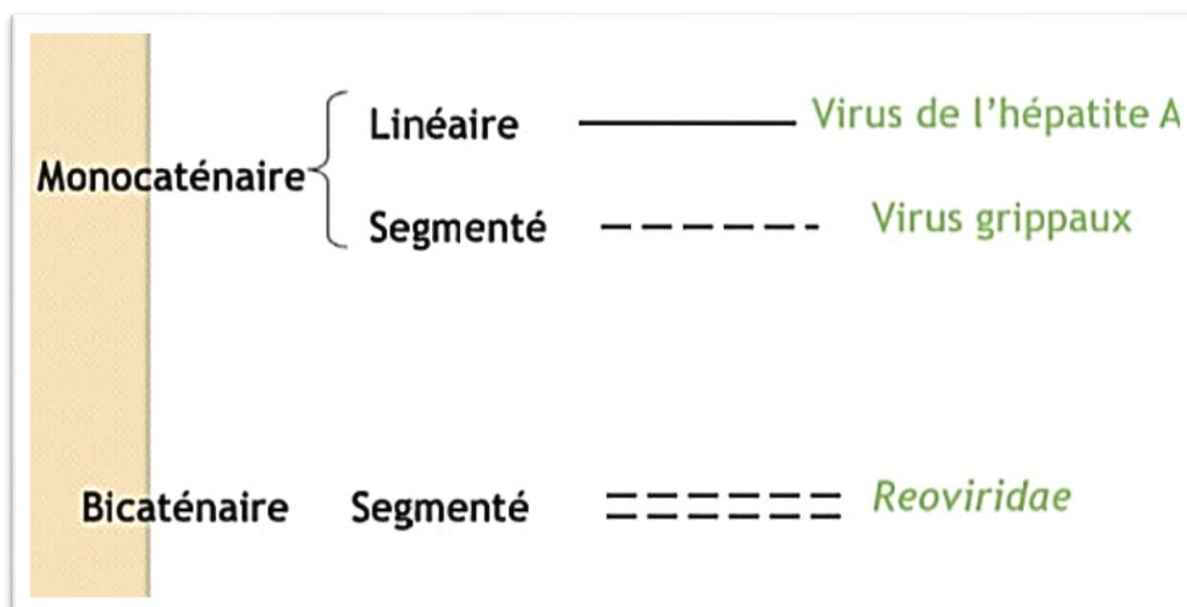 Linéaire Virus de l'hépatite A
Monocaténaire
Segmenté Virus grippaux
Bicaténaire Segmenté Reoviridae